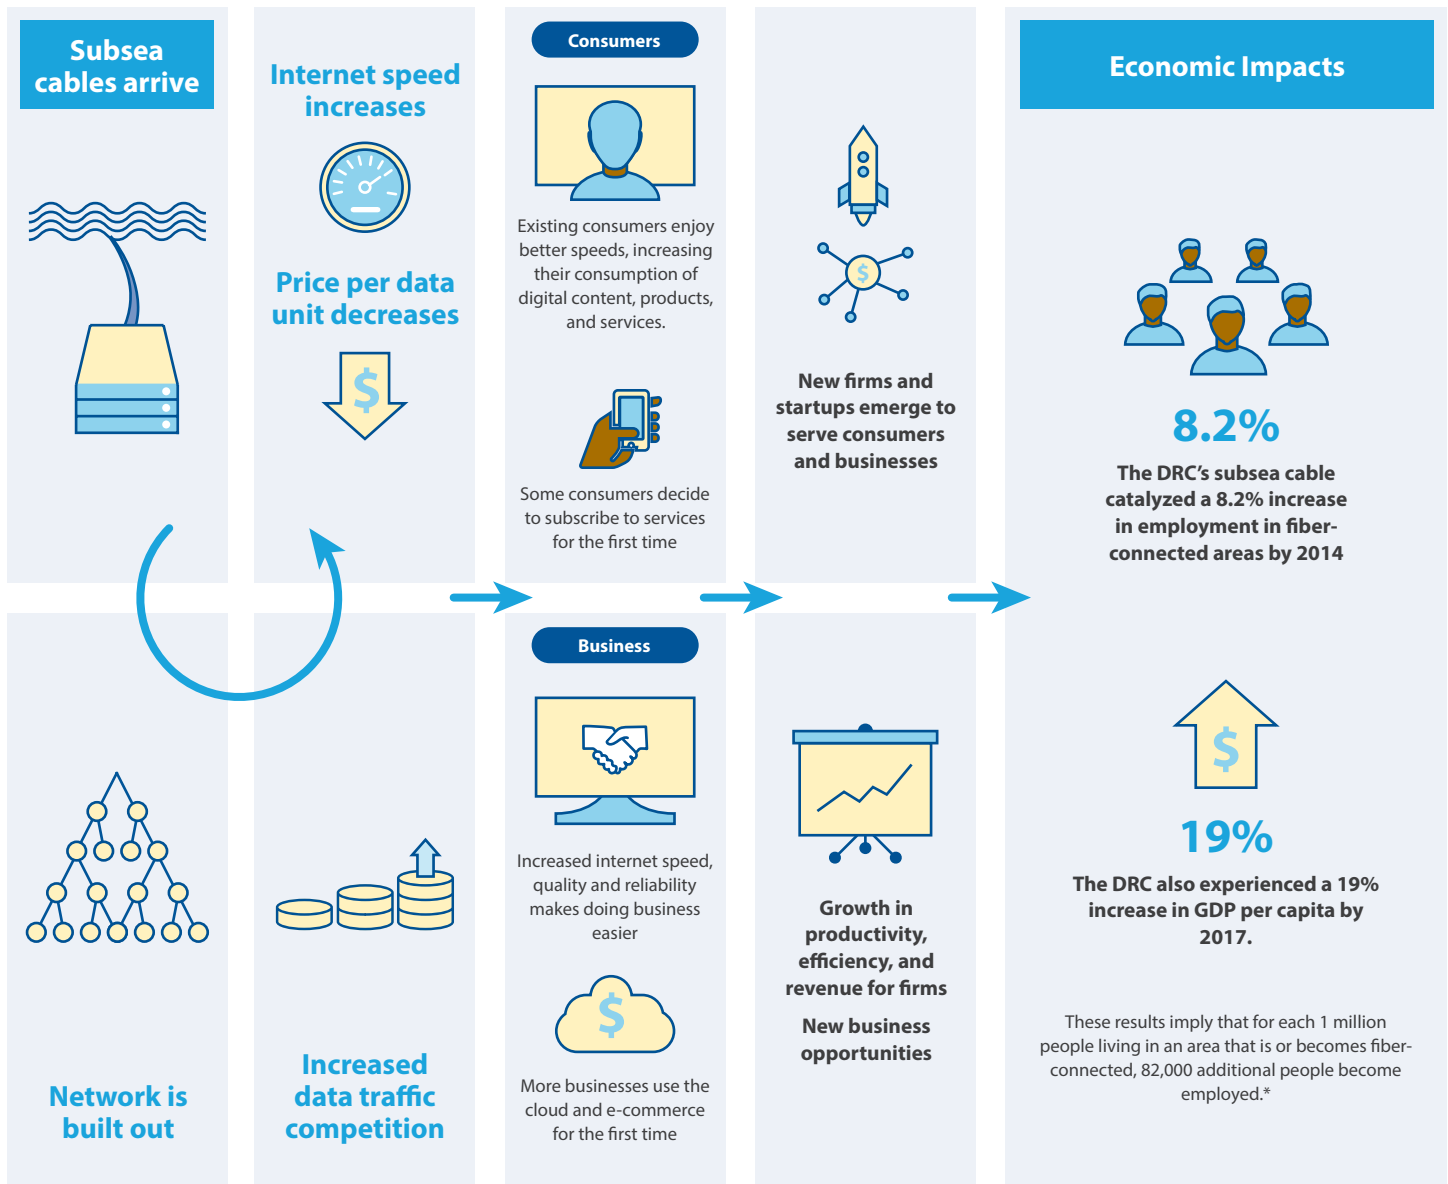 Subsea
cables arrive
Network is
built out
Internet speed
increases
Price per data
unit decreases
$
Increased
data traffic
competition
Consumers
Existing consumers enjoy
better speeds, increasing
their consumption of
digital content, products,
and services.
Some consumers decide
to subscribe to services
for the first time
Business
Increased internet speed,
quality and reliability
makes doing business
easier
$
More businesses use the
cloud and e-commerce
for the first time
$
New firms and
startups emerge to
serve consumers
and businesses
Growth in
productivity,
efficiency, and
revenue for firms
New business
opportunities
Economic Impacts
8.2%
The DRC’s subsea cable
catalyzed a 8.2% increase
in employment in fiber-
connected areas by 2014
$
19%
The DRC also experienced a 19%
increase in GDP per capita by
2017.
These results imply that for each 1 million
people living in an area that is or becomes fiber-
connected, 82,000 additional people become
employed.*